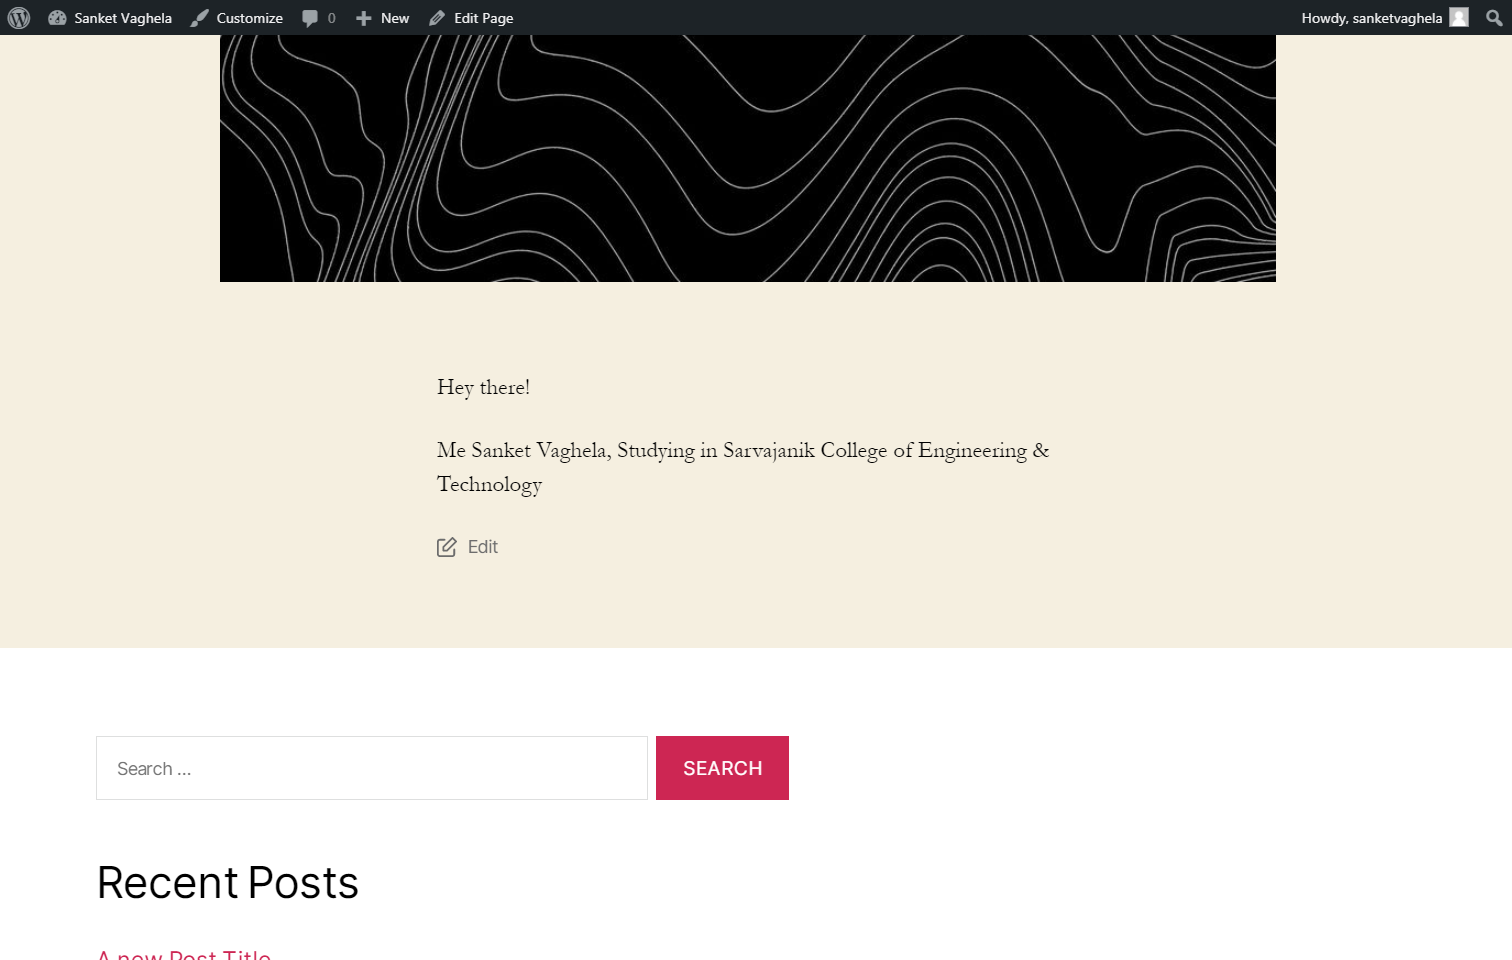 Sanket Vaghela Customize 0 New Edit Page Howdy, sanketvaghela
Hey there!
Me Sanket Vaghela, Studying in Sarvajanik College of Engineering &
Technology
Edit
Search ... SEARCH
Recent Posts
A new Post Title